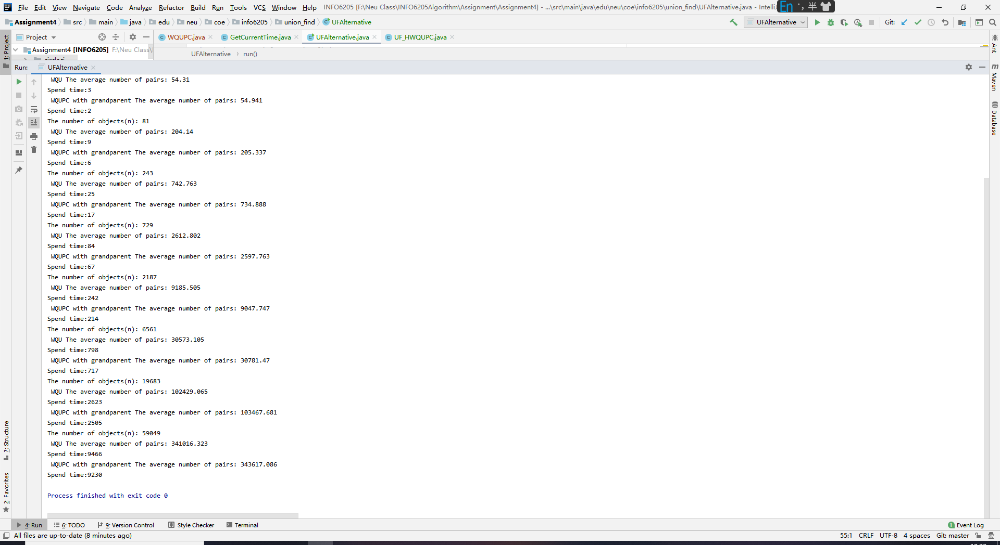 File Edit View Navigate Code Analyze Refactor Build Run Tools VCS Window Help INFO6205 [F:\Neu Class\INFO6205Algorithm\Assignment\Assignment4] - ...\src\main\java\edu\neu\coe\info6205\union_find\UFAlternative.java - IntelliJ En 半
Assignment4 src main java edu neu coe info6205 union_find UFAlternative UFAlternative Git:
Project WQUPC.java GetCurrentTime.java UFAlternative.java UF_HWQUPC.java
Assignment4 [INFO6205] F:\Neu Class\
UFAlternative > run()
Run: UFAlternative
WQU The average number of pairs: 54.31
Spend time:3
WQUPC with grandparent The average number of pairs: 54.941
Spend time:2
The number of objects(n): 81
WQU The average number of pairs: 204.14
Spend time:9
WQUPC with grandparent The average number of pairs: 205.337
Spend time:6
The number of objects(n): 243
WQU The average number of pairs: 742.763
Spend time:25
WQUPC with grandparent The average number of pairs: 734.888
Spend time:17
The number of objects(n): 729
WQU The average number of pairs: 2612.802
Spend time:84
WQUPC with grandparent The average number of pairs: 2597.763
Spend time:67
The number of objects(n): 2187
WQU The average number of pairs: 9185.505
Spend time:242
WQUPC with grandparent The average number of pairs: 9047.747
Spend time:214
The number of objects(n): 6561
WQU The average number of pairs: 30573.105
Spend time:798
WQUPC with grandparent The average number of pairs: 30781.47
Spend time:717
The number of objects(n): 19683
WQU The average number of pairs: 102429.065
Spend time:2623
WQUPC with grandparent The average number of pairs: 103467.681
Spend time:2505
The number of objects(n): 59049
WQU The average number of pairs: 341016.323
Spend time:9466
WQUPC with grandparent The average number of pairs: 343617.086
Spend time:9230
Process finished with exit code 0
1: Project
7: Structure
2: Favorites
Ant
Maven
Database
4: Run 6: TODO 9: Version Control Style Checker Terminal 1 Event Log
All files are up-to-date (8 minutes ago) 55:1 CRLF UTF-8 4 spaces Git: master